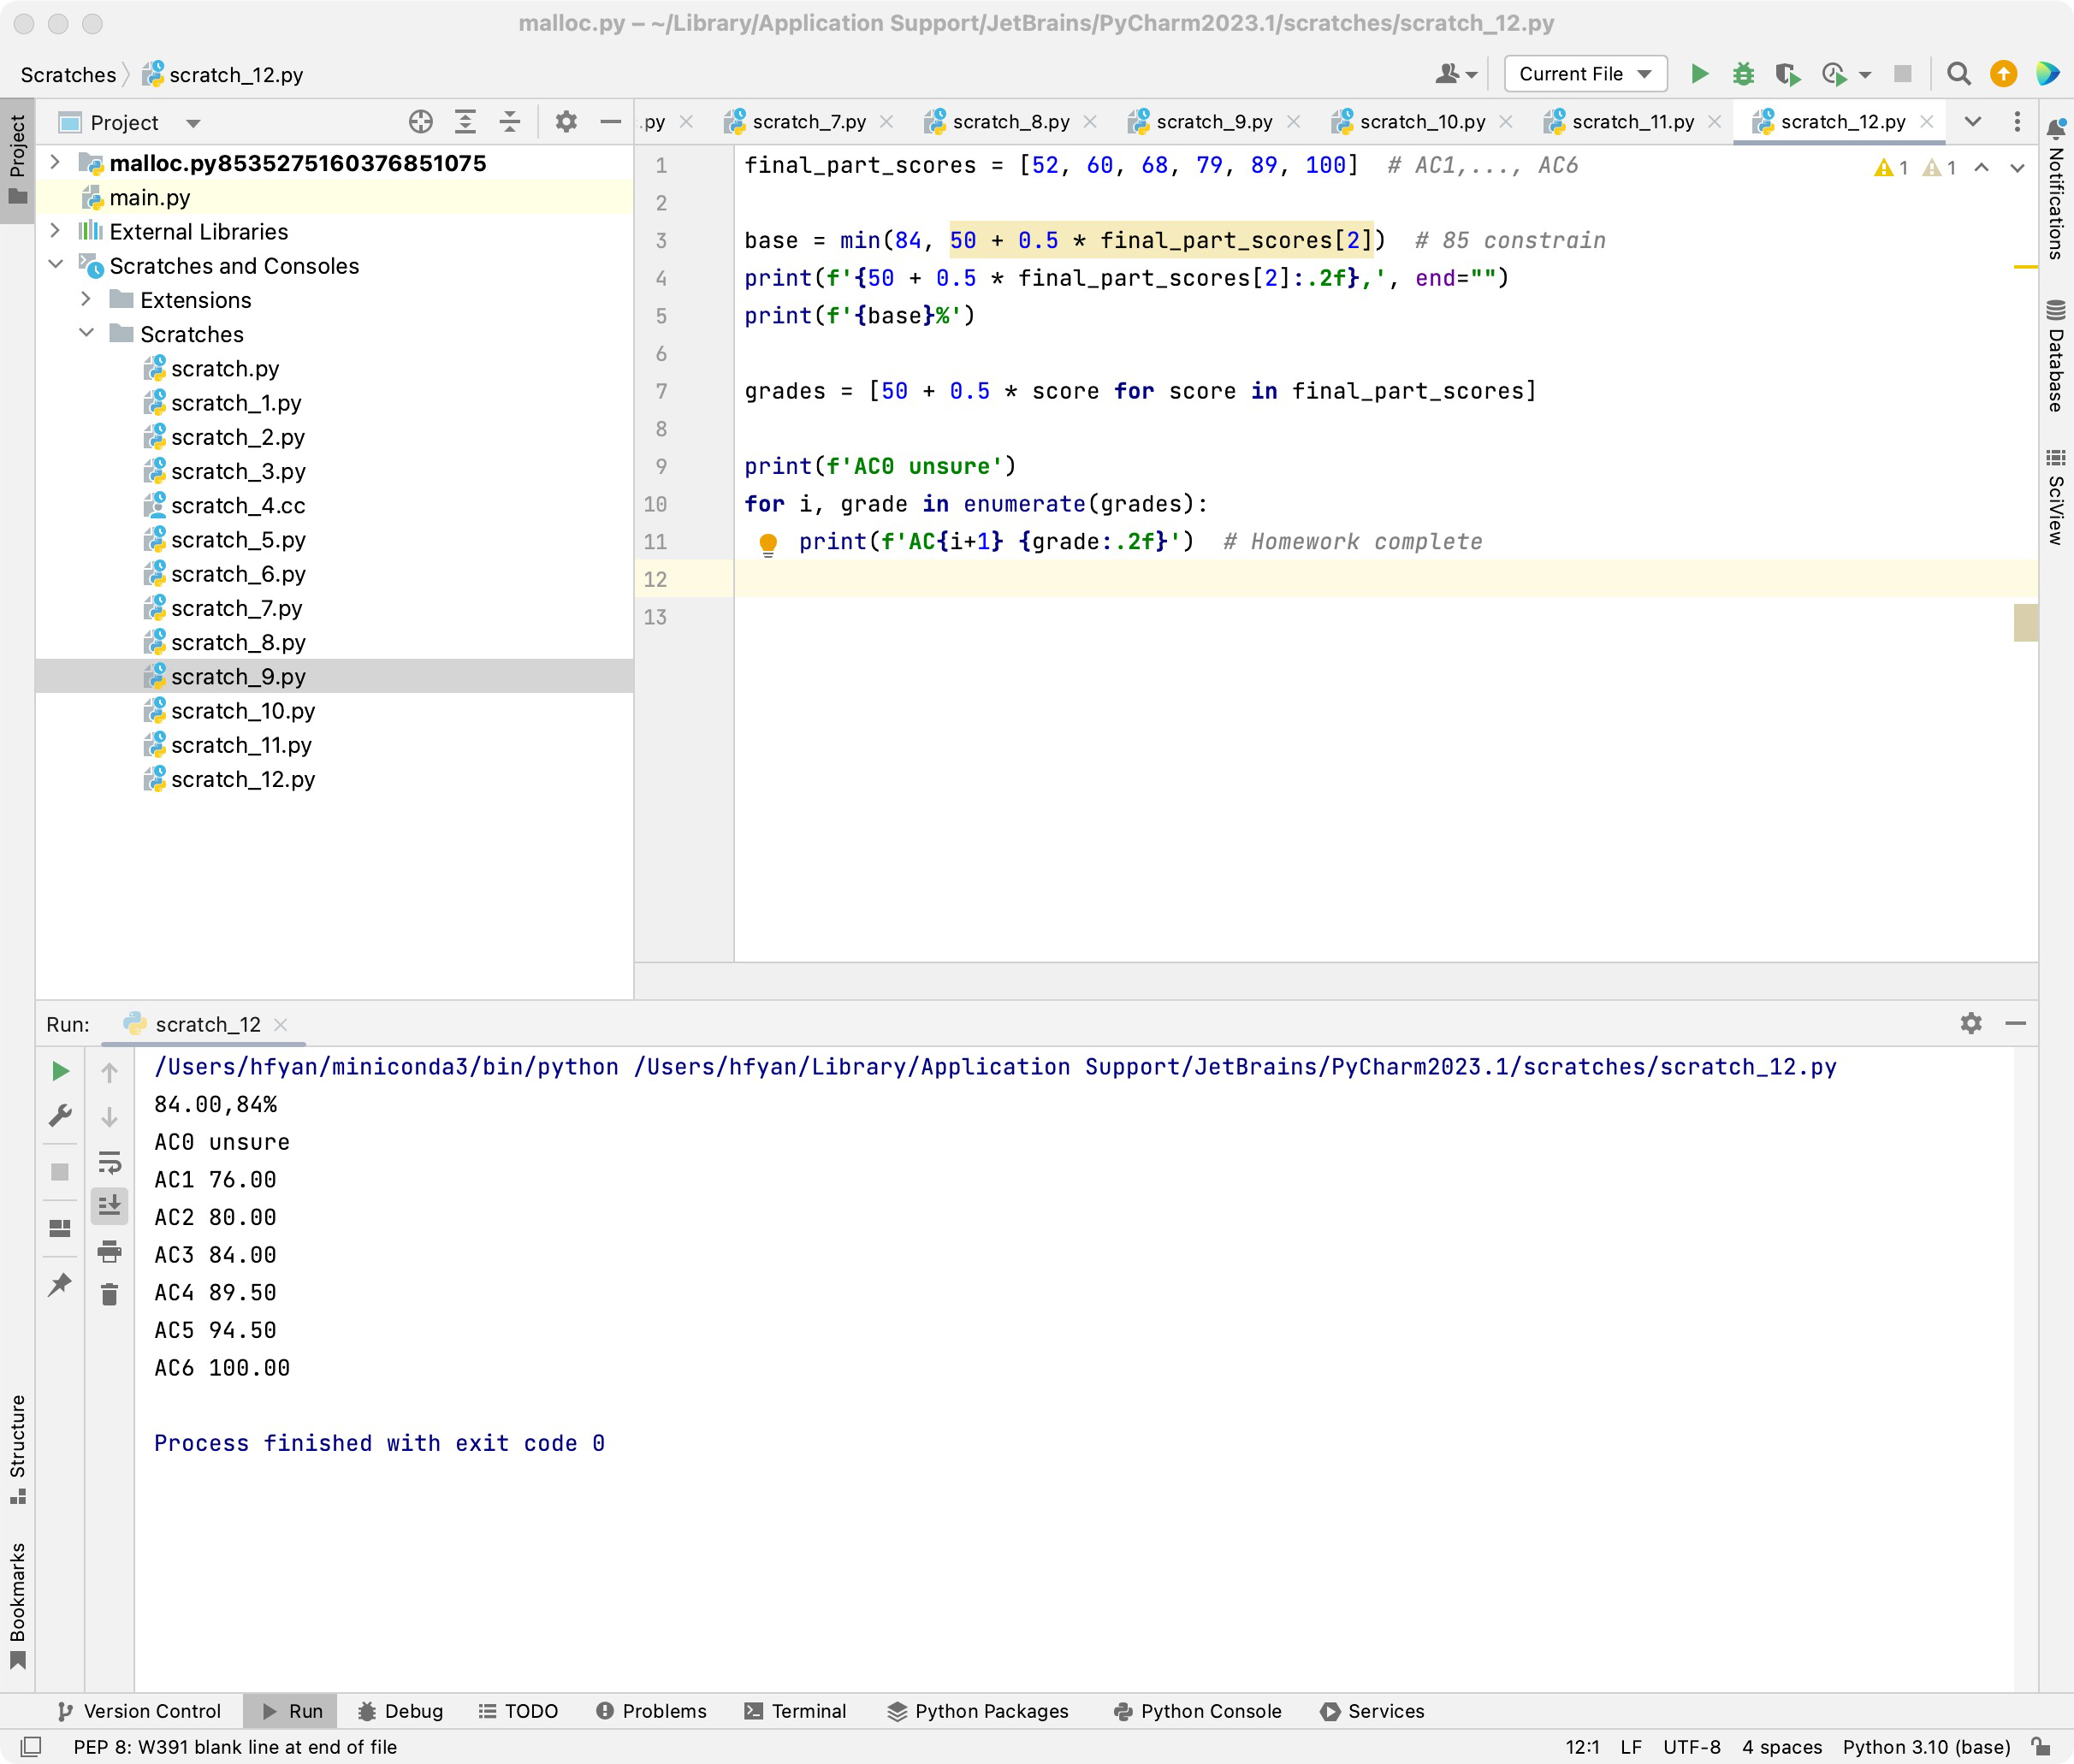 malloc.py – ~/Library/Application Support/JetBrains/PyCharm2023.1/scratches/scratch_12.py
Scratches scratch_12.py
Current File
Project
.py scratch_7.py scratch_8.py scratch_9.py scratch_10.py scratch_11.py scratch_12.py
Project
malloc.py8535275160376851075
main.py
External Libraries
Scratches and Consoles
Extensions
Scratches
scratch.py
scratch_1.py
scratch_2.py
scratch_3.py
scratch_4.cc
scratch_5.py
scratch_6.py
scratch_7.py
scratch_8.py
scratch_9.py
scratch_10.py
scratch_11.py
scratch_12.py
1 final_part_scores = [52, 60, 68, 79, 89, 100]  # AC1,..., AC6
1 1
2
3 base = min(84, 50 + 0.5 * final_part_scores[2])  # 85 constrain
4 print(f'{50 + 0.5 * final_part_scores[2]:.2f},', end="")
5 print(f'{base}%')
6
7 grades = [50 + 0.5 * score for score in final_part_scores]
8
9 print(f'AC0 unsure')
10 for i, grade in enumerate(grades):
11     print(f'AC{i+1} {grade:.2f}')  # Homework complete
12
13
Notifications
Database
SciView
Run: scratch_12
/Users/hfyan/miniconda3/bin/python /Users/hfyan/Library/Application Support/JetBrains/PyCharm2023.1/scratches/scratch_12.py
84.00,84%
AC0 unsure
AC1 76.00
AC2 80.00
AC3 84.00
AC4 89.50
AC5 94.50
AC6 100.00
Process finished with exit code 0
Structure
Bookmarks
Version Control Run Debug TODO Problems Terminal Python Packages Python Console Services
PEP 8: W391 blank line at end of file
12:1 LF UTF-8 4 spaces Python 3.10 (base)